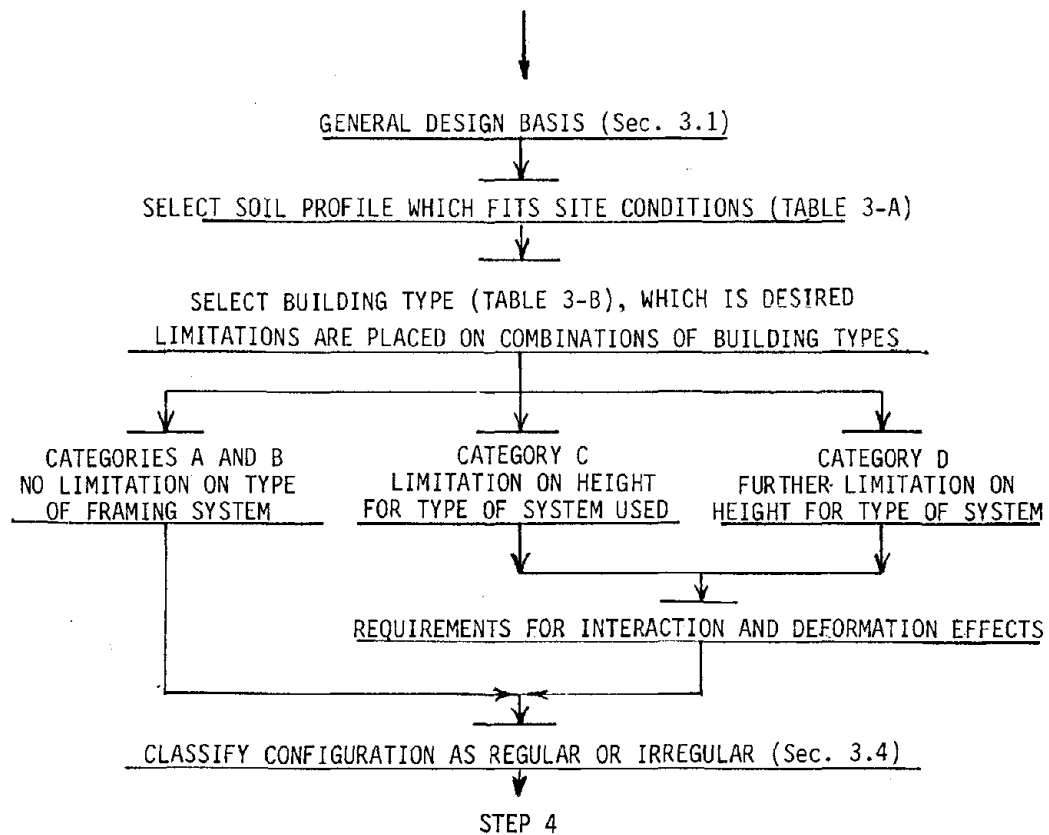 GENERAL DESIGN BASIS (Sec. 3.1)
SELECT SOIL PROFILE WHICH FITS SITE CONDITIONS (TABLE 3-A)
SELECT BUILDING TYPE (TABLE 3-B), WHICH IS DESIRED
LIMITATIONS ARE PLACED ON COMBINATIONS OF BUILDING TYPES
CATEGORIES A AND B
NO LIMITATION ON TYPE
OF FRAMING SYSTEM
CATEGORY C
LIMITATION ON HEIGHT
FOR TYPE OF SYSTEM USED
CATEGORY D
FURTHER LIMITATION ON
HEIGHT FOR TYPE OF SYSTEM
REQUIREMENTS FOR INTERACTION AND DEFORMATION EFFECTS
CLASSIFY CONFIGURATION AS REGULAR OR IRREGULAR (Sec. 3.4)
STEP 4